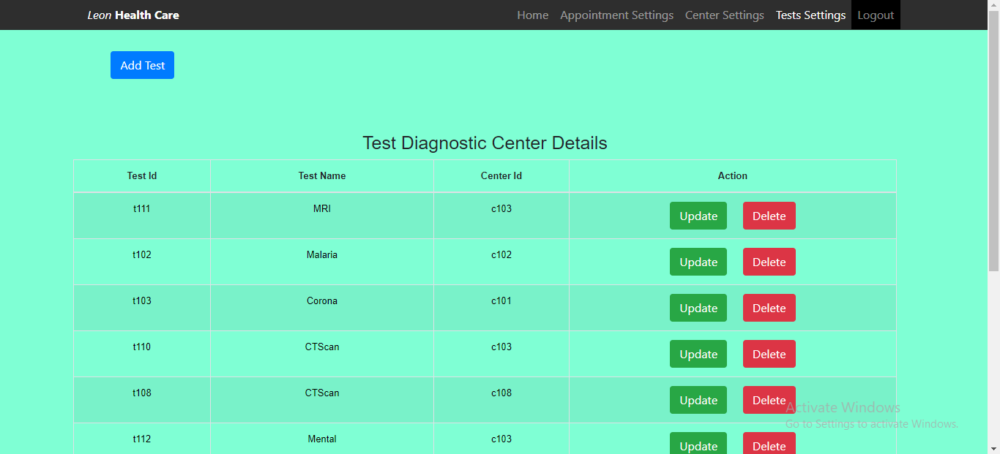 Leon Health Care Home Appointment Settings Center Settings Tests Settings Logout
Add Test
Test Diagnostic Center Details
Test Id Test Name Center Id Action
t111 MRI c103 Update Delete
t102 Malaria c102 Update Delete
t103 Corona c101 Update Delete
t110 CTScan c103 Update Delete
t108 CTScan c108 Update Delete
Activate Windows
Go to Settings to activate Windows.
t112 Mental c103 Update Delete